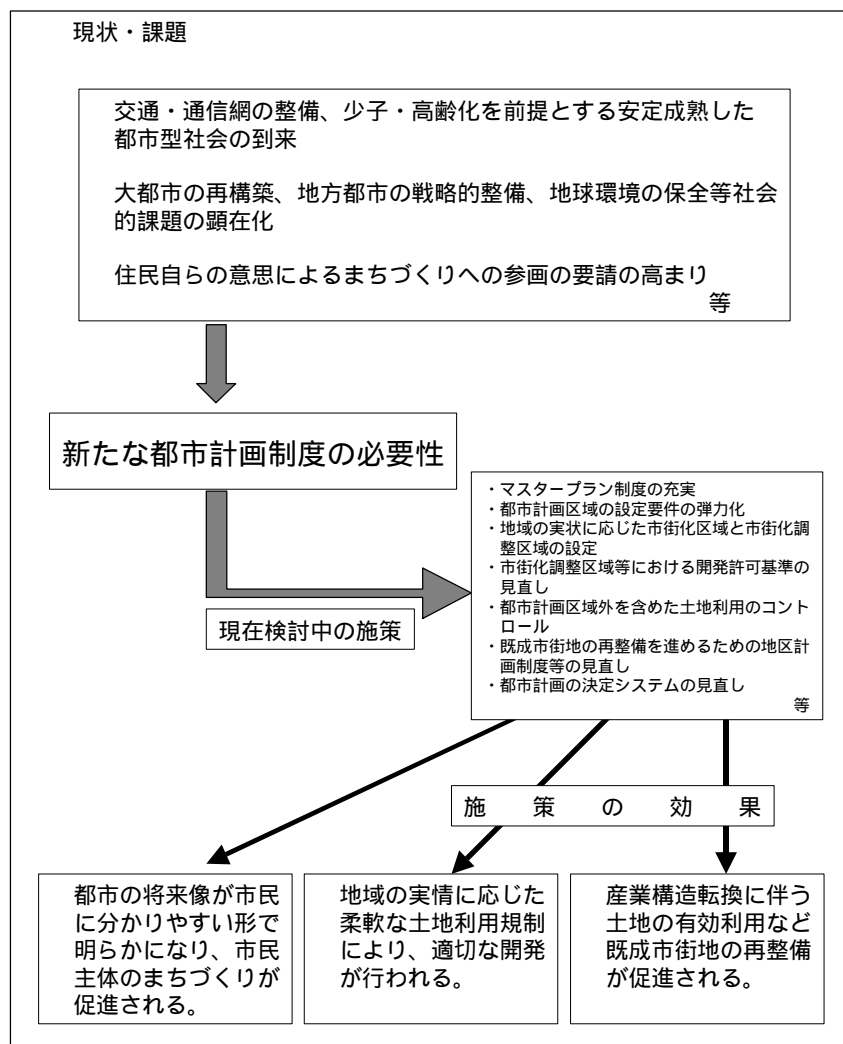 現状・課題
交通・通信網の整備、少子・高齢化を前提とする安定成熟した
都市型社会の到来
大都市の再構築、地方都市の戦略的整備、地球環境の保全等社会
的課題の顕在化
住民自らの意思によるまちづくりへの参画の要請の高まり
等
新たな都市計画制度の必要性
・マスタープラン制度の充実
・都市計画区域の設定要件の弾力化
・地域の実状に応じた市街化区域と市街化調
整区域の設定
・市街化調整区域等における開発許可基準の
見直し
・都市計画区域外を含めた土地利用のコント
ロール
・既成市街地の再整備を進めるための地区計
画制度等の見直し
・都市計画の決定システムの見直し
等
現在検討中の施策
施策の効果
都市の将来像が市民
に分かりやすい形で
明らかになり、市民
主体のまちづくりが
促進される。
地域の実情に応じた
柔軟な土地利用規制
により、適切な開発
が行われる。
産業構造転換に伴う
土地の有効利用など
既成市街地の再整備
が促進される。